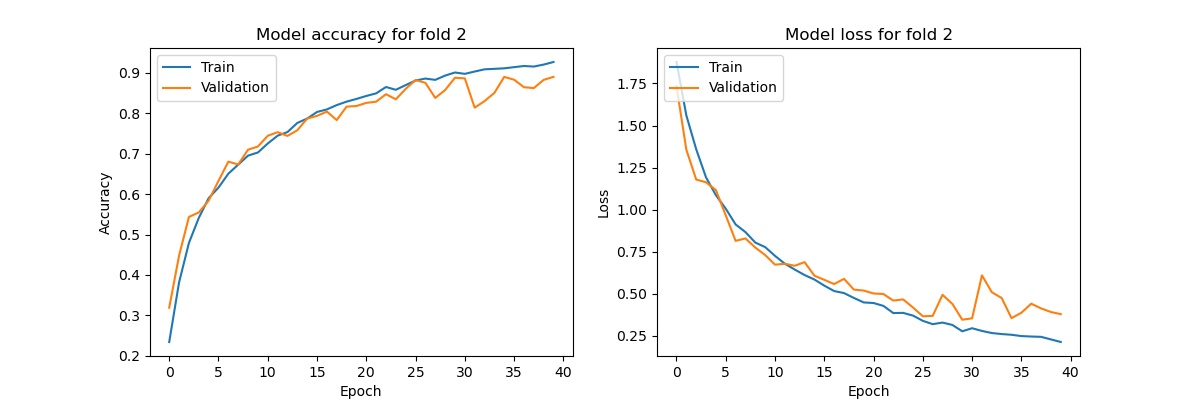 Model accuracy for fold 2
Train
Validation
0.9
0.8
0.7
0.6
0.5
0.4
0.3
0.2
Accuracy
0 5 10 15 20 25 30 35 40
Epoch
Model loss for fold 2
Train
Validation
1.75
1.50
1.25
1.00
0.75
0.50
0.25
Loss
0 5 10 15 20 25 30 35 40
Epoch